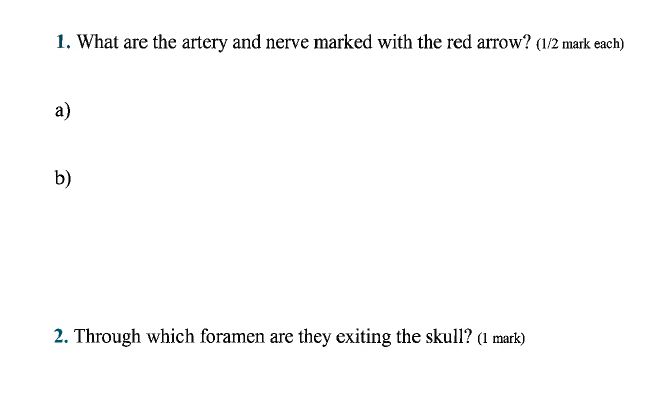 1. What are the artery and nerve marked with the red arrow? (1/2 mark each)
a)
b)
2. Through which foramen are they exiting the skull? (1 mark)